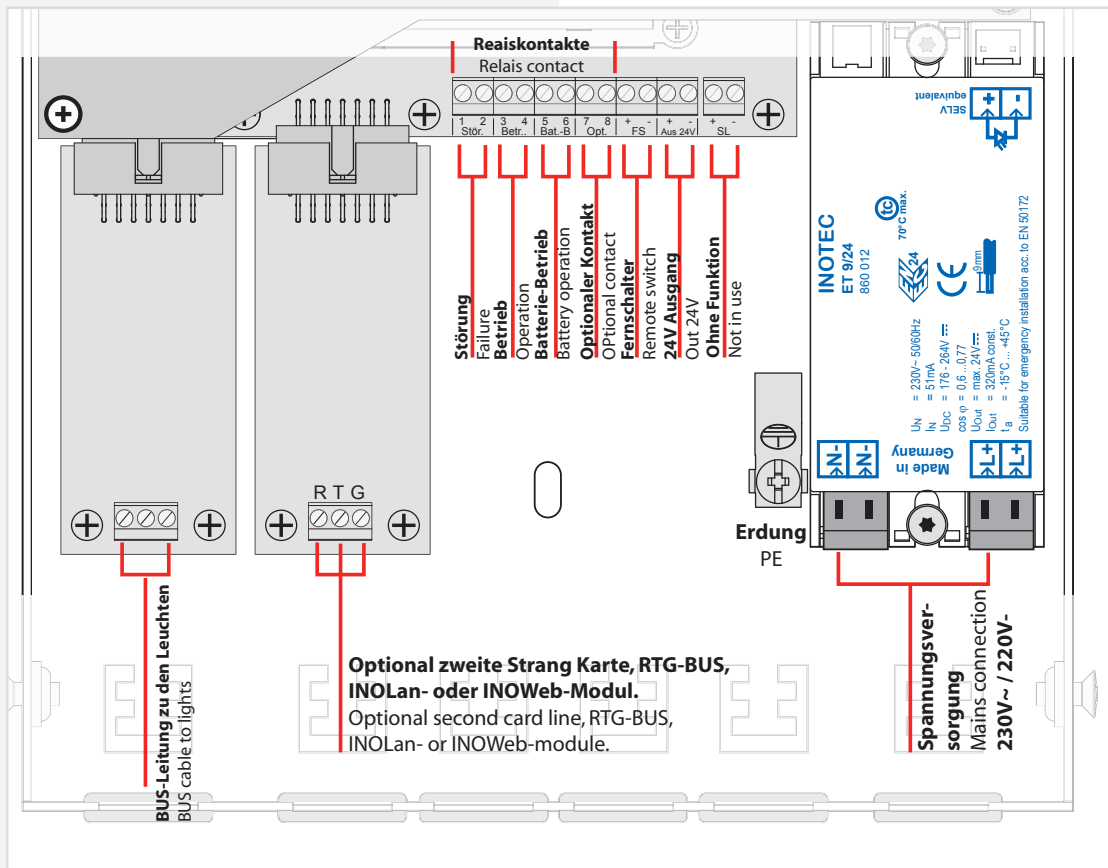 Reaiskontakte
Relais contact
1 2 3 4 5 6 7 8 + - + - + -
Stör. Betr.. Bat.-B Opt. FS Aus 24V SL
Störung
Failure
Betrieb
Operation
Batterie-Betrieb
Battery operation
Optionaler Kontakt
OPtional contact
Fernschalter
Remote switch
24V Ausgang
Out 24V
Ohne Funktion
Not in use
SELV
equivalent
+ -
INOTEC
ET 9/24
860 012
tc
70°C max.
24
CE
9mm
UN = 230V~ 50/60Hz
IN = 51mA
UDC = 176 - 264V
cos φ = 0,6 ...0,77
UOut = max. 24V
IOut = 320mA const.
ta = -15°C ... +45°C
Suitable for emergency installation acc. to EN 50172
Made in
Germany
N-
N-
L+
L+
R T G
Erdung
PE
BUS-Leitung zu den Leuchten
BUS cable to lights
Optional zweite Strang Karte, RTG-BUS,
INOLan- oder INOWeb-Modul.
Optional second card line, RTG-BUS,
INOLan- or INOWeb-module.
Spannungsver-
sorgung
Mains connection
230V~ / 220V-